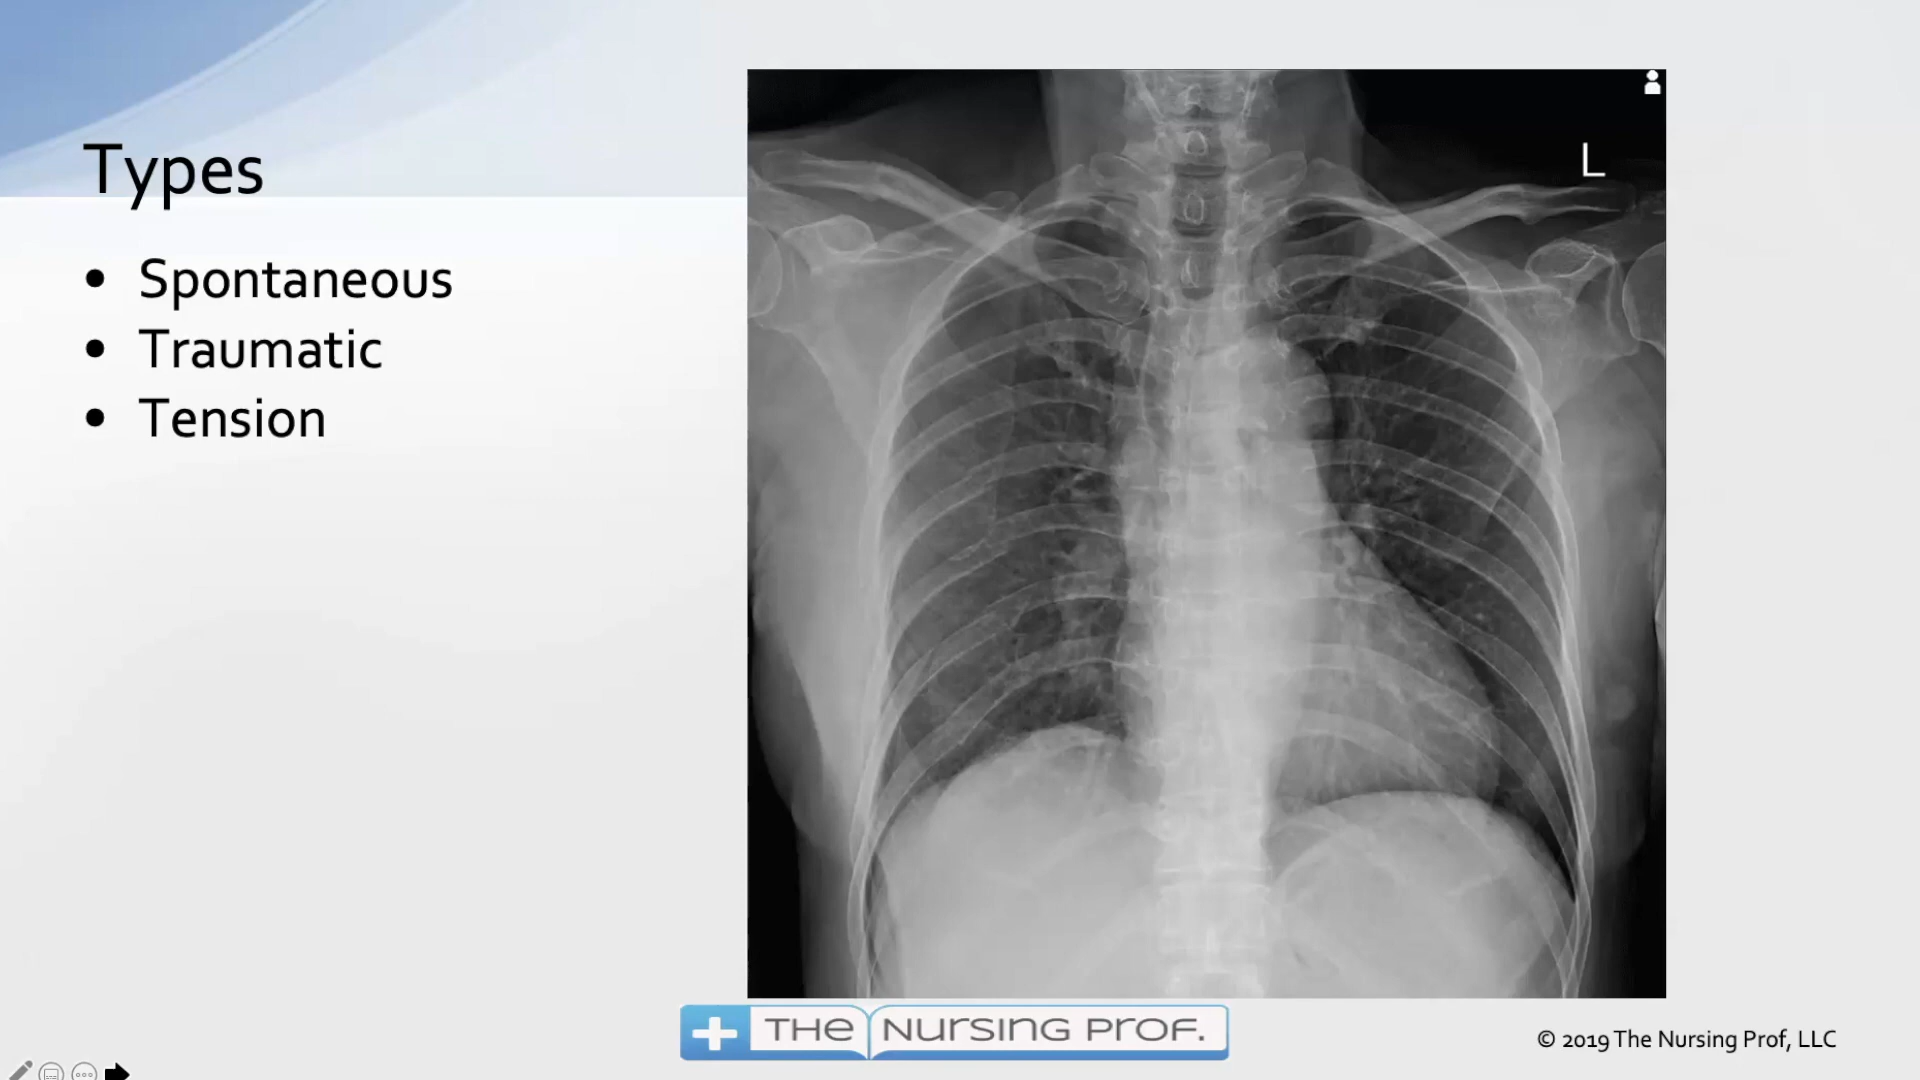 Types
• Spontaneous
• Traumatic
• Tension
L
THE NURSING PROF.
© 2019 The Nursing Prof, LLC